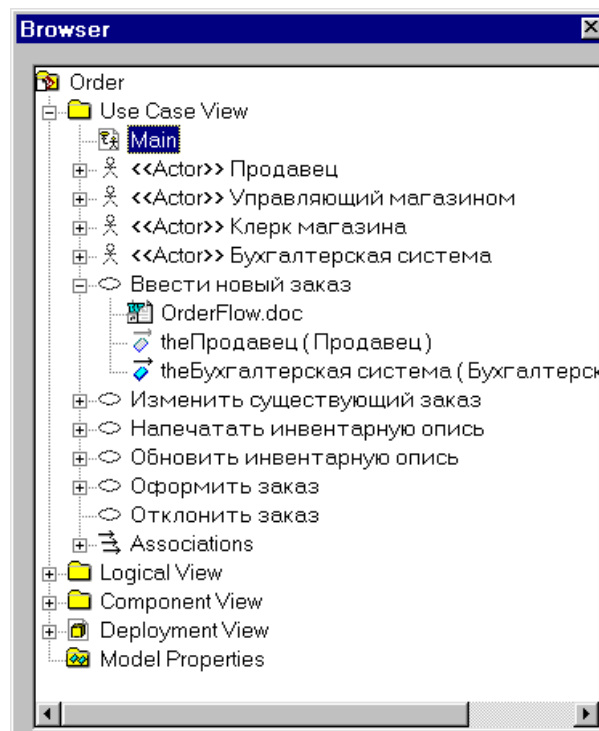 Browser
Order
Use Case View
Main
<<Actor>> Продавец
<<Actor>> Управляющий магазином
<<Actor>> Клерк магазина
<<Actor>> Бухгалтерская система
Ввести новый заказ
OrderFlow.doc
theПродавец (Продавец)
theБухгалтерская система (Бухгалтерск
Изменить существующий заказ
Напечатать инвентарную опись
Обновить инвентарную опись
Оформить заказ
Отклонить заказ
Associations
Logical View
Component View
Deployment View
Model Properties